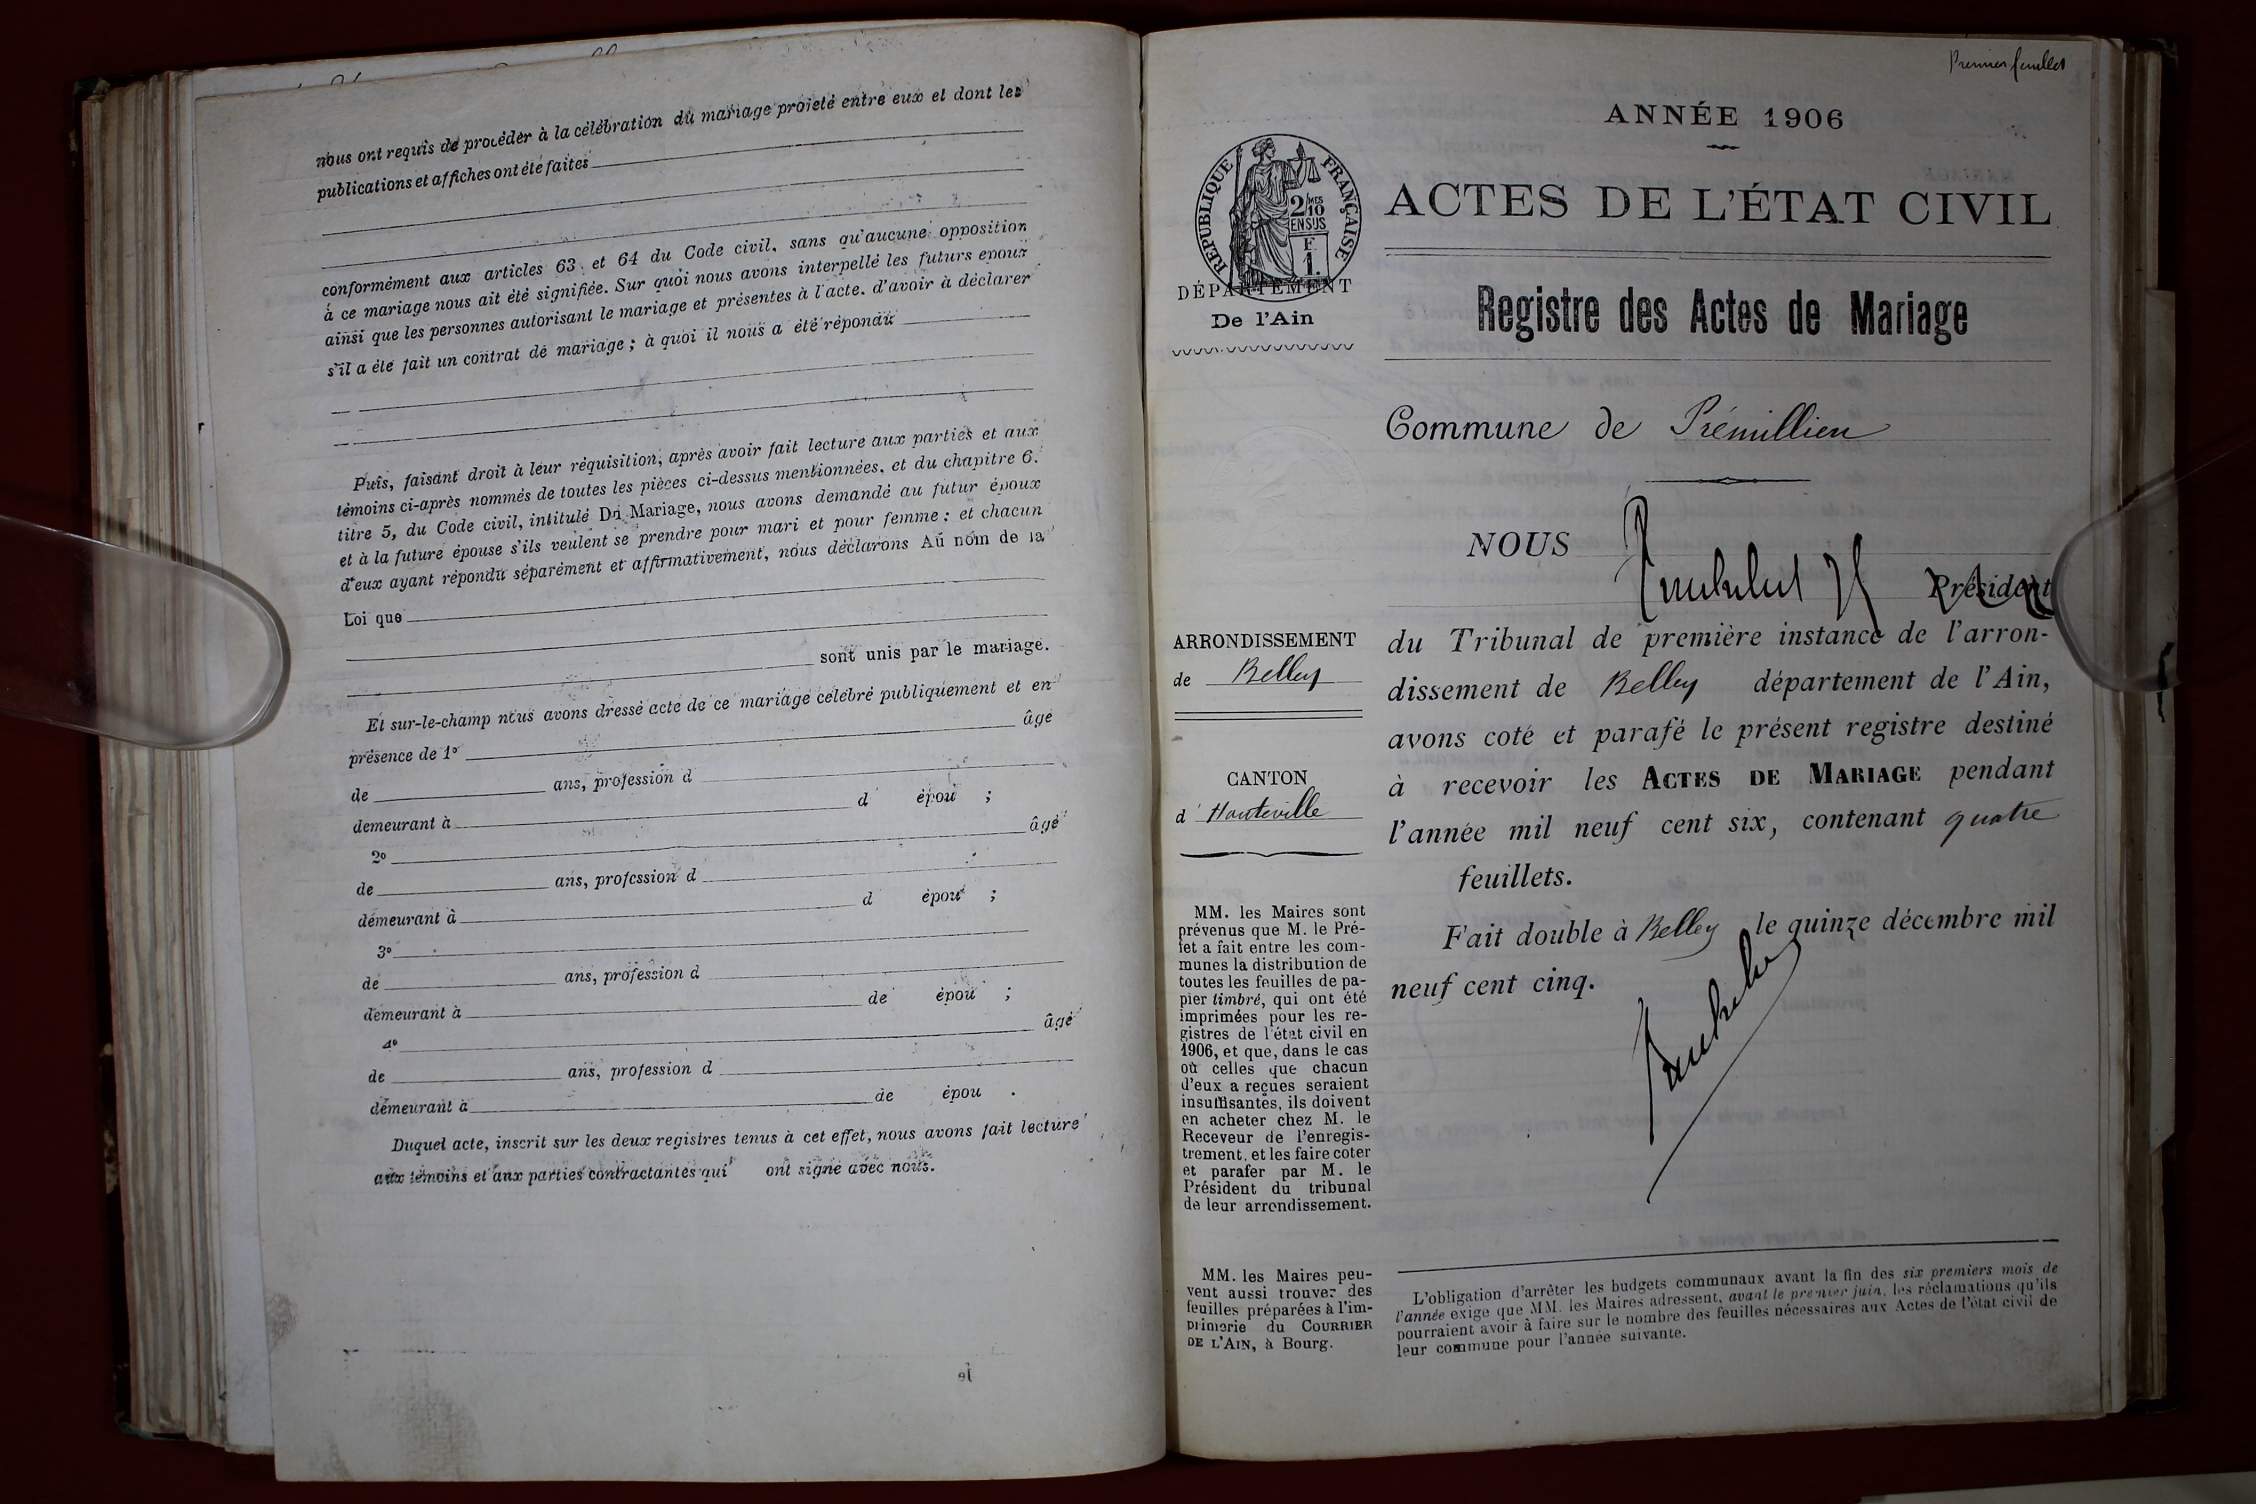 nous ont requis de procéder à la célébration du mariage projeté entre eux et dont les
publications et affiches ont été faites
conformément aux articles 63 et 64 du Code civil, sans qu'aucune opposition
à ce mariage nous ait été signifiée. Sur quoi nous avons interpellé les futurs epoux
ainsi que les personnes autorisant le mariage et présentes à l'acte. d'avoir à déclarer
s'il a été fait un contrat de mariage ; à quoi il nous a été répondu
Puis, faisant droit à leur réquisition, après avoir fait lecture aux parties et aux
témoins ci-après nommés de toutes les pièces ci-dessus mentionnées, et du chapitre 6.
titre 5, du Code civil, intitulé Du Mariage, nous avons demandé au futur époux
et à la future épouse s'ils veulent se prendre pour mari et pour femme : et chacun
d'eux ayant répondu séparément et affirmativement, nous déclarons Au nom de la
Loi que
sont unis par le mariage.
Et sur-le-champ nous avons dressé acte de ce mariage célébré publiquement et en
présence de 1º âgé
de ans, profession d
demeurant à d épou ;
2º âgé
de ans, profession d
demeurant à d épou ;
3º
de ans, profession d
demeurant à de épou ;
4º âgé
de ans, profession d
demeurant à de épou .
Duquel acte, inscrit sur les deux registres tenus à cet effet, nous avons fait lecture
aux témoins et aux parties contractantes qui ont signé avec nous.
Premier feuillet
ANNÉE 1906
RÉPUBLIQUE FRANÇAISE
2/10 MES
EN SUS
F.
1.
ACTES DE L'ÉTAT CIVIL
DÉPARTEMENT
De l'Ain
Registre des Actes de Mariage
Commune de Prémillieu
NOUS
Président
du Tribunal de première instance de l'arron-
dissement de Belley département de l'Ain,
avons coté et parafé le présent registre destiné
à recevoir les ACTES DE MARIAGE pendant
l'année mil neuf cent six, contenant quatre
feuillets.
Fait double à Belley le quinze décembre mil
neuf cent cinq.
ARRONDISSEMENT
de Belley
CANTON
d' Hauteville
MM. les Maires sont
prévenus que M. le Pré-
fet a fait entre les com-
munes la distribution de
toutes les feuilles de pa-
pier timbré, qui ont été
imprimées pour les re-
gistres de l'état civil en
1906, et que, dans le cas
où celles que chacun
d'eux a reçues seraient
insuffisantes, ils doivent
en acheter chez M. le
Receveur de l'enregis-
trement, et les faire coter
et parafer par M. le
Président du tribunal
de leur arrondissement.
MM. les Maires peu-
vent aussi trouver des
feuilles préparées à l'im-
primerie du COURRIER
DE L'AIN, à Bourg.
L'obligation d'arrêter les budgets communaux avant la fin des six premiers mois de
l'année exige que MM. les Maires adressent, avant le premier juin, les réclamations qu'ils
pourraient avoir à faire sur le nombre des feuilles nécessaires aux Actes de l'état civil de
leur commune pour l'année suivante.